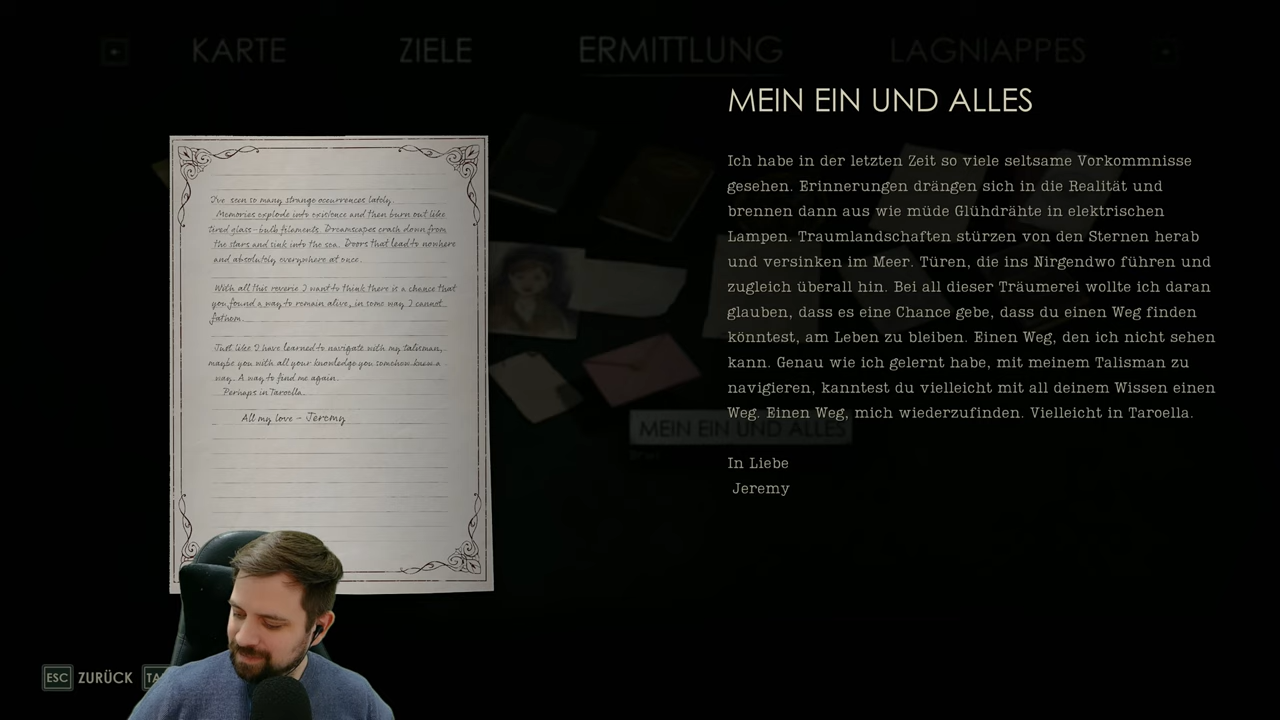 KARTE
ZIELE
ERMITTLUNG
LAGNIAPPES
MEIN EIN UND ALLES
Ich habe in der letzten Zeit so viele seltsame Vorkommnisse
gesehen. Erinnerungen drängen sich in die Realität und
brennen dann aus wie müde Glühdrähte in elektrischen
Lampen. Traumlandschaften stürzen von den Sternen herab
und versinken im Meer. Türen, die ins Nirgendwo führen und
zugleich überall hin. Bei all dieser Träumerei wollte ich daran
glauben, dass es eine Chance gebe, dass du einen Weg finden
könntest, am Leben zu bleiben. Einen Weg, den ich nicht sehen
kann. Genau wie ich gelernt habe, mit meinem Talisman zu
navigieren, kanntest du vielleicht mit all deinem Wissen einen
Weg. Einen Weg, mich wiederzufinden. Vielleicht in Taroella.
In Liebe
Jeremy
I've seen so many strange occurrences lately.
Memories explode into existence and then burn out like
tired glass-bulb filaments. Dreamscapes crash down from
the stars and sink into the sea. Doors that lead to nowhere
and absolutely everywhere at once.
With all this reverie I want to think there is a chance that
you found a way to remain alive, in some way I cannot
fathom.
Just like I have learned to navigate with my talisman,
maybe you with all your knowledge you somehow knew a
way. A way to find me again.
Perhaps in Taroella.
All my love - Jeremy
MEIN EIN UND ALLES
ESC ZURÜCK TA